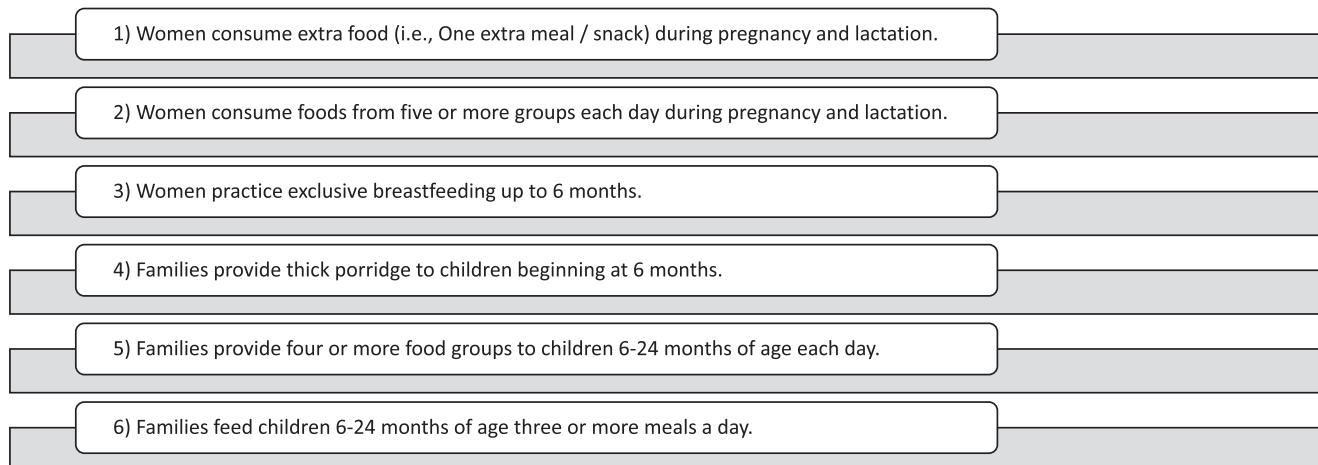 1) Women consume extra food (i.e., One extra meal / snack) during pregnancy and lactation.
2) Women consume foods from five or more groups each day during pregnancy and lactation.
3) Women practice exclusive breastfeeding up to 6 months.
4) Families provide thick porridge to children beginning at 6 months.
5) Families provide four or more food groups to children 6-24 months of age each day.
6) Families feed children 6-24 months of age three or more meals a day.